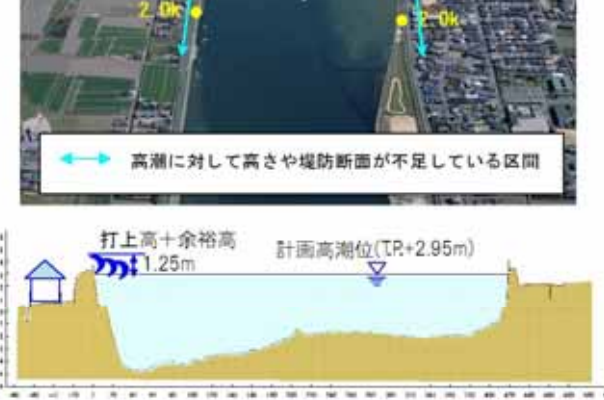 2.0k
2.0k
高潮に対して高さや堤防断面が不足している区間
打上高+余裕高
1.25m
計画高潮位(T.P.+2.95m)